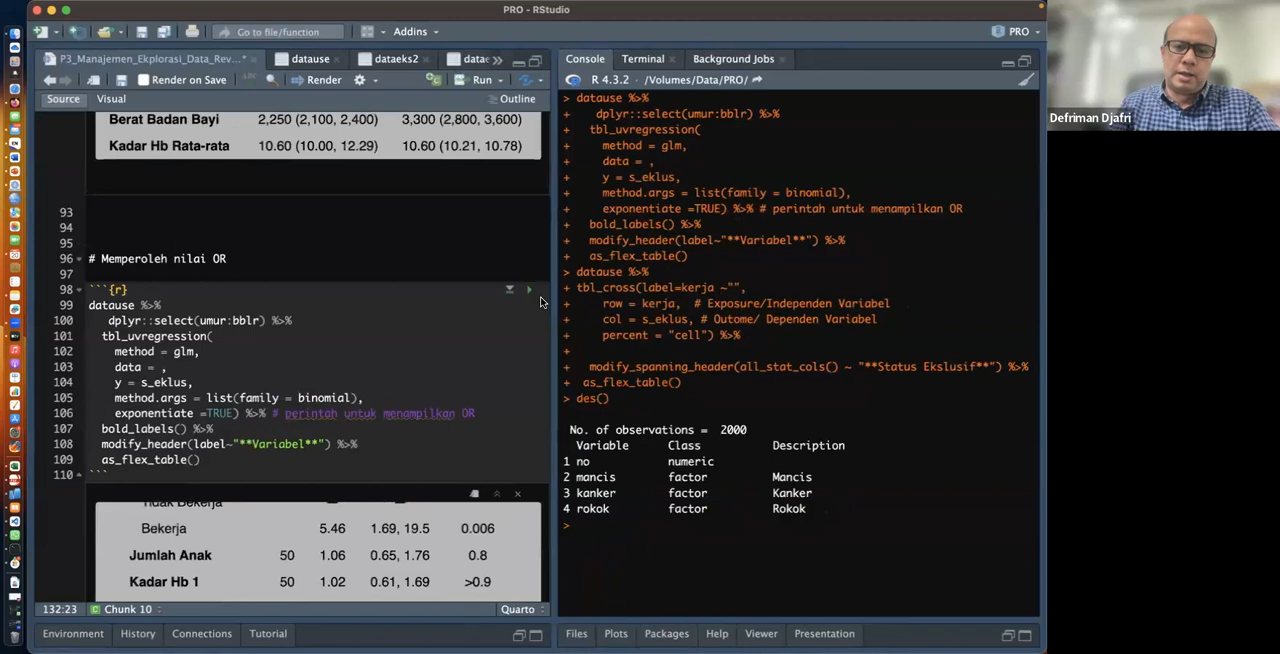 PRO - RStudio
Go to file/function
Addins
PRO
P3_Manajemen_Ekplorasi_Data_Rev...*
datause
dataeks2
datae
Render on Save
Render
Run
Source
Visual
Outline
Berat Badan Bayi 2,250 (2,100, 2,400) 3,300 (2,800, 3,600)
Kadar Hb Rata-rata 10.60 (10.00, 12.29) 10.60 (10.21, 10.78)
93
94
95
96 # Memperoleh nilai OR
97
98 ```{r}
99 datause %>%
100 dplyr::select(umur:bblr) %>%
101 tbl_uvregression(
102 method = glm,
103 data = ,
104 y = s_eklus,
105 method.args = list(family = binomial),
106 exponentiate =TRUE) %>% # perintah untuk menampilkan OR
107 bold_labels() %>%
108 modify_header(label~"**Variabel**") %>%
109 as_flex_table()
110 ```
Tidak Bekerja
Bekerja 5.46 1.69, 19.5 0.006
Jumlah Anak 50 1.06 0.65, 1.76 0.8
Kadar Hb 1 50 1.02 0.61, 1.69 >0.9
132:23 Chunk 10 Quarto
Environment History Connections Tutorial
Console Terminal Background Jobs
R 4.3.2 · /Volumes/Data/PRO/
> datause %>%
+ dplyr::select(umur:bblr) %>%
+ tbl_uvregression(
+ method = glm,
+ data = ,
+ y = s_eklus,
+ method.args = list(family = binomial),
+ exponentiate =TRUE) %>% # perintah untuk menampilkan OR
+ bold_labels() %>%
+ modify_header(label~"**Variabel**") %>%
+ as_flex_table()
> datause %>%
+ tbl_cross(label=kerja ~"",
+ row = kerja, # Exposure/Independen Variabel
+ col = s_eklus, # Outome/ Dependen Variabel
+ percent = "cell") %>%
+
+ modify_spanning_header(all_stat_cols() ~ "**Status Ekslusif**") %>%
+ as_flex_table()
> des()
No. of observations = 2000
Variable Class Description
1 no numeric
2 mancis factor Mancis
3 kanker factor Kanker
4 rokok factor Rokok
>
Files Plots Packages Help Viewer Presentation
Defriman Djafri